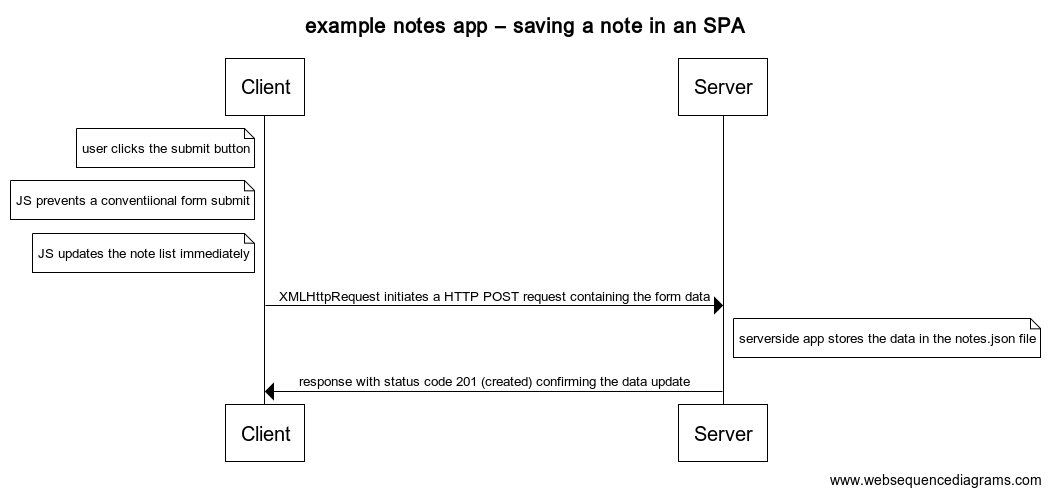 example notes app – saving a note in an SPA
Client
Server
user clicks the submit button
JS prevents a conventiional form submit
JS updates the note list immediately
XMLHttpRequest initiates a HTTP POST request containing the form data
serverside app stores the data in the notes.json file
response with status code 201 (created) confirming the data update
Client
Server
www.websequencediagrams.com